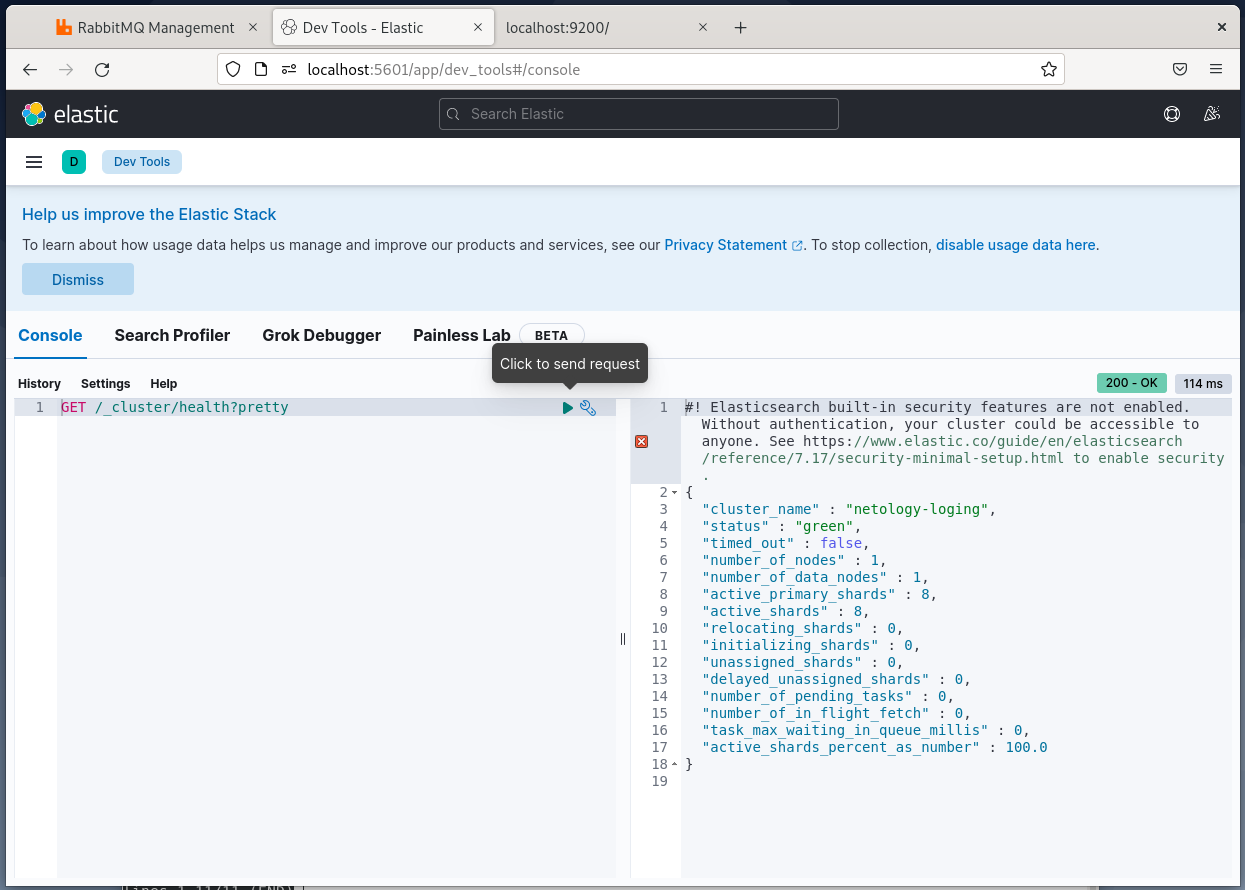 RabbitMQ Management
Dev Tools - Elastic
localhost:9200/
localhost:5601/app/dev_tools#/console
elastic
Search Elastic
D
Dev Tools
Help us improve the Elastic Stack
To learn about how usage data helps us manage and improve our products and services, see our Privacy Statement. To stop collection, disable usage data here.
Dismiss
Console
Search Profiler
Grok Debugger
Painless Lab
BETA
Click to send request
History
Settings
Help
200 - OK
114 ms
1 GET /_cluster/health?pretty
1 #! Elasticsearch built-in security features are not enabled.
Without authentication, your cluster could be accessible to
anyone. See https://www.elastic.co/guide/en/elasticsearch
/reference/7.17/security-minimal-setup.html to enable security
.
2 {
3 "cluster_name" : "netology-loging",
4 "status" : "green",
5 "timed_out" : false,
6 "number_of_nodes" : 1,
7 "number_of_data_nodes" : 1,
8 "active_primary_shards" : 8,
9 "active_shards" : 8,
10 "relocating_shards" : 0,
11 "initializing_shards" : 0,
12 "unassigned_shards" : 0,
13 "delayed_unassigned_shards" : 0,
14 "number_of_pending_tasks" : 0,
15 "number_of_in_flight_fetch" : 0,
16 "task_max_waiting_in_queue_millis" : 0,
17 "active_shards_percent_as_number" : 100.0
18 }
19